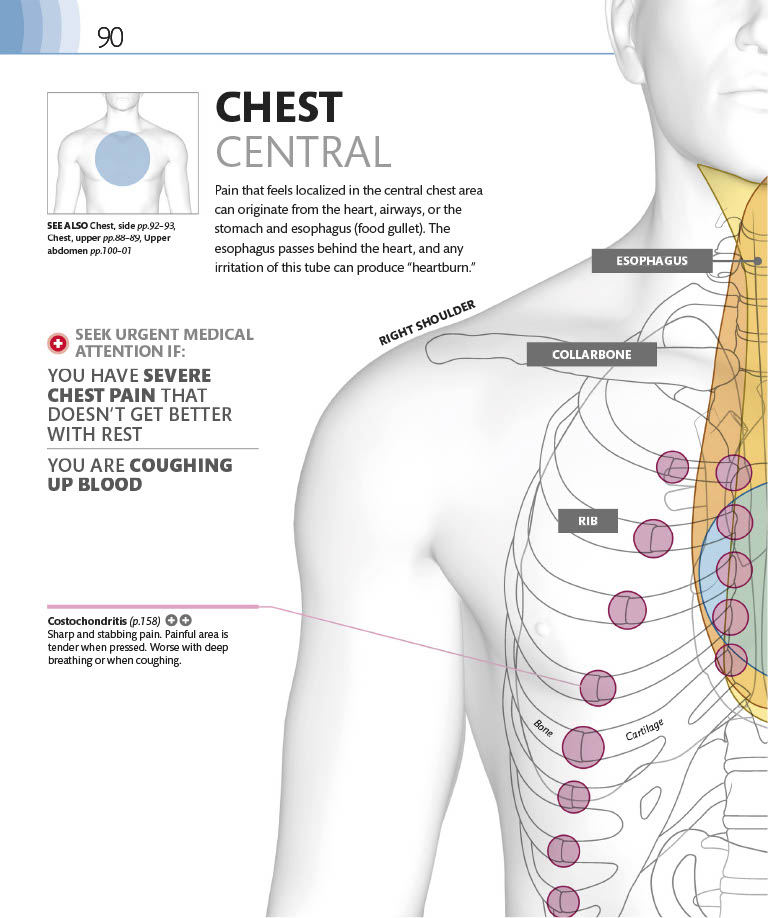 90
CHEST
CENTRAL
Pain that feels localized in the central chest area
can originate from the heart, airways, or the
stomach and esophagus (food gullet). The
esophagus passes behind the heart, and any
irritation of this tube can produce “heartburn.”
SEE ALSO Chest, side pp.92–93,
Chest, upper pp.88–89, Upper
abdomen pp.100–01
ESOPHAGUS
RIGHT SHOULDER
COLLARBONE
SEEK URGENT MEDICAL
ATTENTION IF:
YOU HAVE SEVERE
CHEST PAIN THAT
DOESN’T GET BETTER
WITH REST
YOU ARE COUGHING
UP BLOOD
RIB
Costochondritis (p.158)
Sharp and stabbing pain. Painful area is
tender when pressed. Worse with deep
breathing or when coughing.
Bone
Cartilage